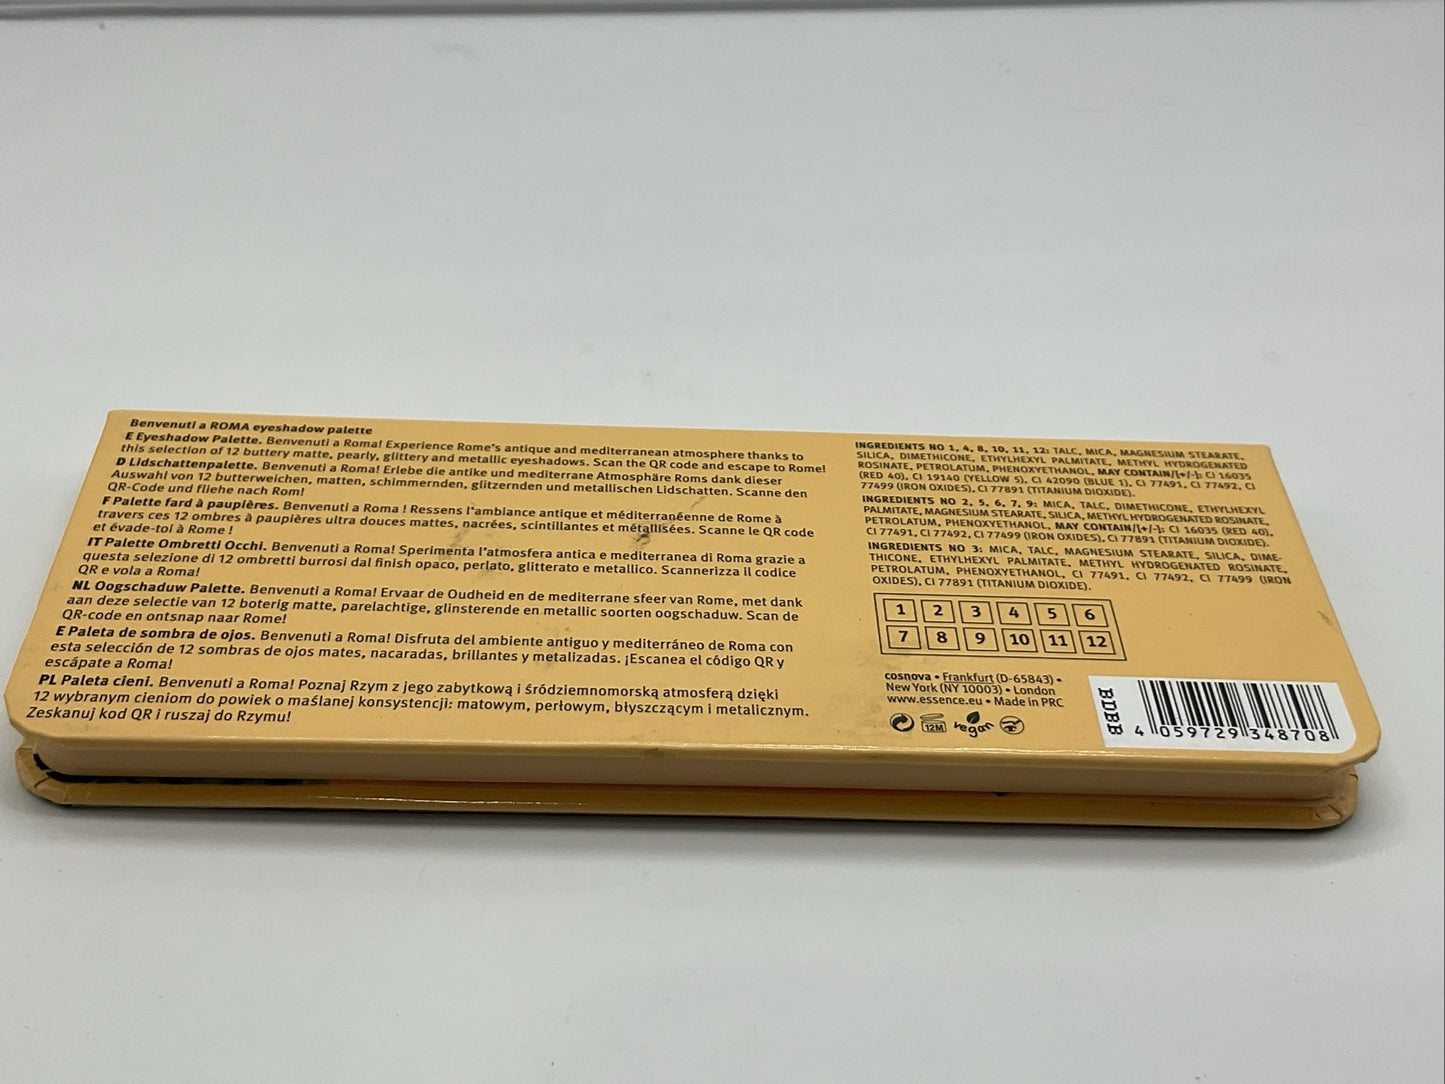 Benvenuti a ROMA eyeshadow palette
E Eyeshadow Palette. Benvenuti a Roma! Experience Rome's antique and mediterranean atmosphere thanks to
this selection of 12 buttery matte, pearly, glittery and metallic eyeshadows. Scan the QR code and escape to Rome!
D Lidschattenpalette. Benvenuti a Roma! Erlebe die antike und mediterrane Atmosphäre Roms dank dieser
Auswahl von 12 butterweichen, matten, schimmernden, glitzernden und metallischen Lidschatten. Scanne den
QR-Code und fliehe nach Rom!
F Palette fard à paupières. Benvenuti a Roma ! Ressens l'ambiance antique et méditerranéenne de Rome à
travers ces 12 ombres à paupières ultra douces mattes, nacrées, scintillantes et métallisées. Scanne le QR code
et évade-toi à Rome !
IT Palette Ombretti Occhi. Benvenuti a Roma! Sperimenta l'atmosfera antica e mediterranea di Roma grazie a
questa selezione di 12 ombretti burrosi dal finish opaco, perlato, glitterato e metallico. Scannerizza il codice
QR e vola a Roma!
NL Oogschaduw Palette. Benvenuti a Roma! Ervaar de Oudheid en de mediterrane sfeer van Rome, met dank
aan deze selectie van 12 boterig matte, parelachtige, glinsterende en metallic soorten oogschaduw. Scan de
QR-code en ontsnap naar Rome!
E Paleta de sombra de ojos. Benvenuti a Roma! Disfruta del ambiente antiguo y mediterráneo de Roma con
esta selección de 12 sombras de ojos mates, nacaradas, brillantes y metalizadas. ¡Escanea el código QR y
escápate a Roma!
PL Paleta cieni. Benvenuti a Roma! Poznaj Rzym z jego zabytkową i śródziemnomorską atmosferą dzięki
12 wybranym cieniom do powiek o maślanej konsystencji: matowym, perłowym, błyszczącym i metalicznym.
Zeskanuj kod QR i ruszaj do Rzymu!
INGREDIENTS NO 1, 4, 8, 10, 11, 12: TALC, MICA, MAGNESIUM STEARATE,
SILICA, DIMETHICONE, ETHYLHEXYL PALMITATE, METHYL HYDROGENATED
ROSINATE, PETROLATUM, PHENOXYETHANOL, MAY CONTAIN/[+/-]: CI 16035
(RED 40), CI 19140 (YELLOW 5), CI 42090 (BLUE 1), CI 77491, CI 77492, CI
77499 (IRON OXIDES), CI 77891 (TITANIUM DIOXIDE).
INGREDIENTS NO 2, 5, 6, 7, 9: MICA, TALC, DIMETHICONE, ETHYLHEXYL
PALMITATE, MAGNESIUM STEARATE, SILICA, METHYL HYDROGENATED ROSINATE,
PETROLATUM, PHENOXYETHANOL, MAY CONTAIN/[+/-]: CI 16035 (RED 40),
CI 77491, CI 77492, CI 77499 (IRON OXIDES), CI 77891 (TITANIUM DIOXIDE).
INGREDIENTS NO 3: MICA, TALC, MAGNESIUM STEARATE, SILICA, DIME-
THICONE, ETHYLHEXYL PALMITATE, METHYL HYDROGENATED ROSINATE,
PETROLATUM, PHENOXYETHANOL, CI 77491, CI 77492, CI 77499 (IRON
OXIDES), CI 77891 (TITANIUM DIOXIDE).
1 2 3 4 5 6
7 8 9 10 11 12
cosnova • Frankfurt (D-65843) •
New York (NY 10003) • London
www.essence.eu • Made in PRC
12M vegan
BDBB
4 059729 348708